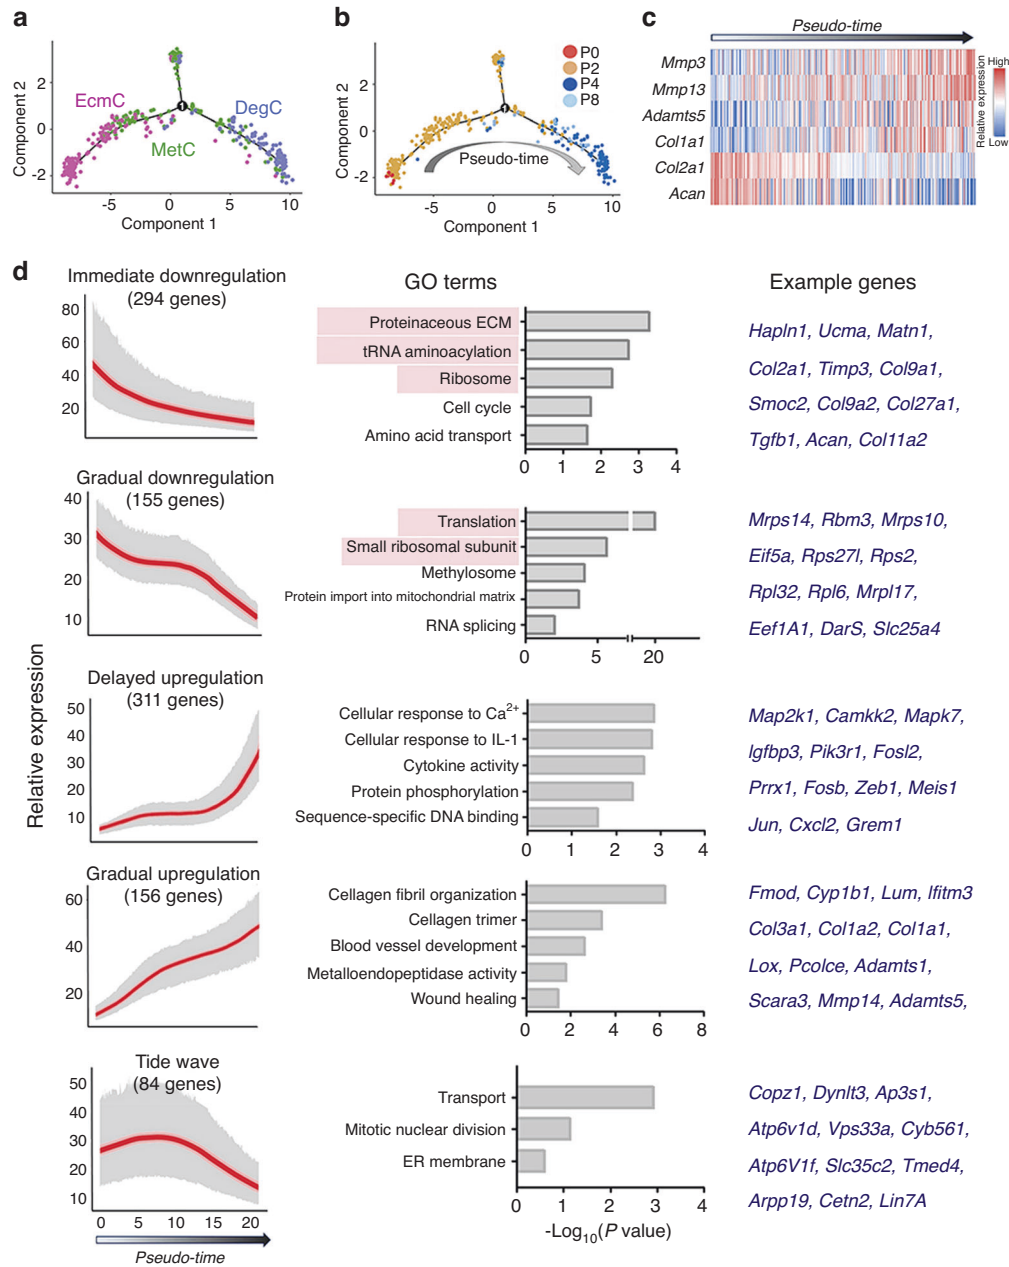 a
Component 2
2
0
-2
EcmC
DegC
MetC
-5
0
5
10
Component 1
b
Component 2
2
0
-2
P0
P2
P4
P8
Pseudo-time
-5
0
5
10
Component 1
c
Pseudo-time
Mmp3
Mmp13
Adamts5
Col1a1
Col2a1
Acan
High
Relative expression
Low
d
GO terms
Example genes
Relative expression
Immediate downregulation
(294 genes)
80
60
40
20
Proteinaceous ECM
tRNA aminoacylation
Ribosome
Cell cycle
Amino acid transport
0 1 2 3 4
Hapln1, Ucma, Matn1,
Col2a1, Timp3, Col9a1,
Smoc2, Col9a2, Col27a1,
Tgfb1, Acan, Col11a2
Gradual downregulation
(155 genes)
40
30
20
10
Translation
Small ribosomal subunit
Methylosome
Protein import into mitochondrial matrix
RNA splicing
0 5 20
Mrps14, Rbm3, Mrps10,
Eif5a, Rps27l, Rps2,
Rpl32, Rpl6, Mrpl17,
Eef1A1, DarS, Slc25a4
Delayed upregulation
(311 genes)
50
40
30
20
10
Cellular response to Ca2+
Cellular response to IL-1
Cytokine activity
Protein phosphorylation
Sequence-specific DNA binding
0 1 2 3 4
Map2k1, Camkk2, Mapk7,
Igfbp3, Pik3r1, Fosl2,
Prrx1, Fosb, Zeb1, Meis1
Jun, Cxcl2, Grem1
Gradual upregulation
(156 genes)
60
40
20
Cellagen fibril organization
Cellagen trimer
Blood vessel development
Metalloendopeptidase activity
Wound healing
0 2 4 6 8
Fmod, Cyp1b1, Lum, Ifitm3
Col3a1, Col1a2, Col1a1,
Lox, Pcolce, Adamts1,
Scara3, Mmp14, Adamts5,
Tide wave
(84 genes)
50
40
30
20
10
0 5 10 15 20
Pseudo-time
Transport
Mitotic nuclear division
ER membrane
0 1 2 3 4
-Log10(P value)
Copz1, Dynlt3, Ap3s1,
Atp6v1d, Vps33a, Cyb561,
Atp6V1f, Slc35c2, Tmed4,
Arpp19, Cetn2, Lin7A